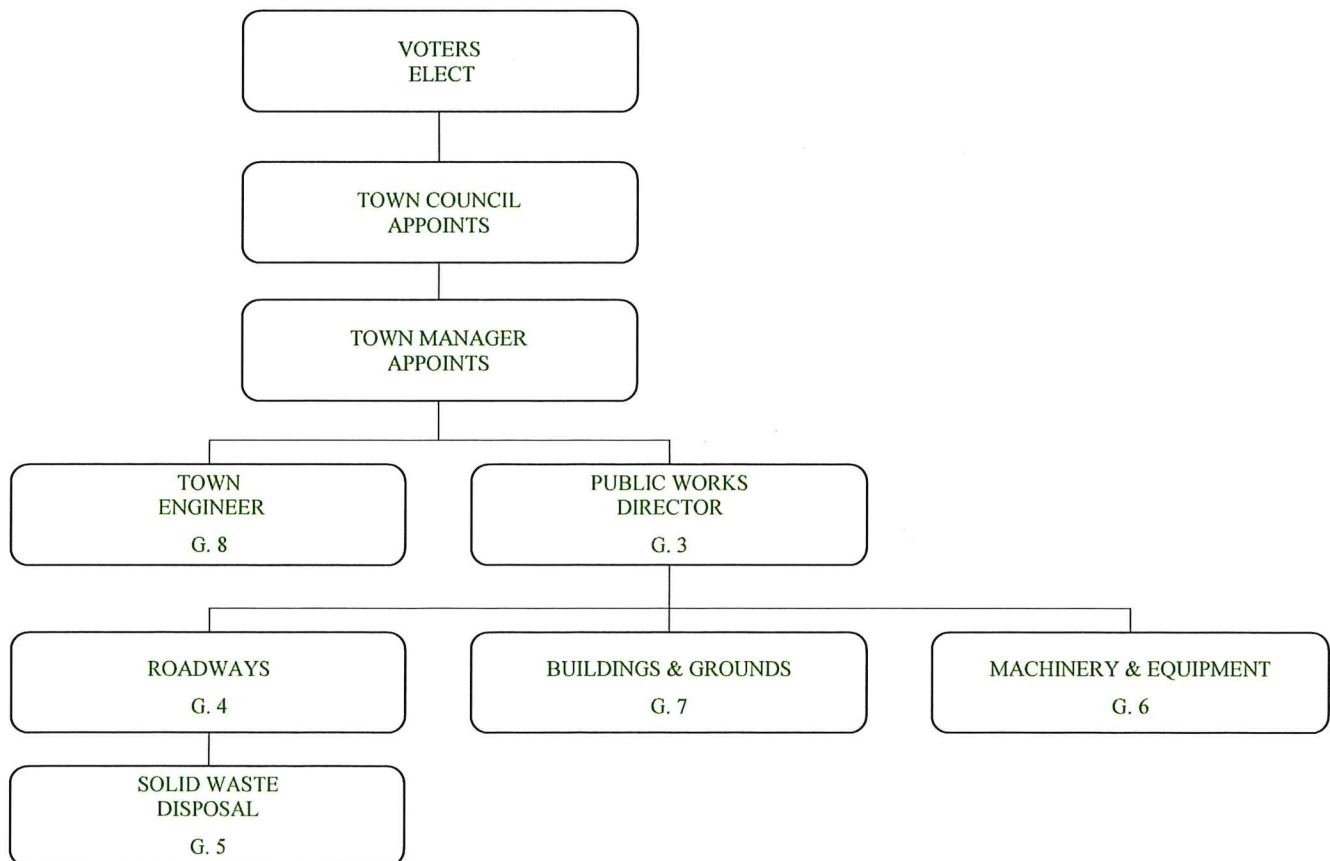 VOTERS
ELECT
TOWN COUNCIL
APPOINTS
TOWN MANAGER
APPOINTS
TOWN
ENGINEER
G. 8
PUBLIC WORKS
DIRECTOR
G. 3
ROADWAYS
G. 4
BUILDINGS & GROUNDS
G. 7
MACHINERY & EQUIPMENT
G. 6
SOLID WASTE
DISPOSAL
G. 5